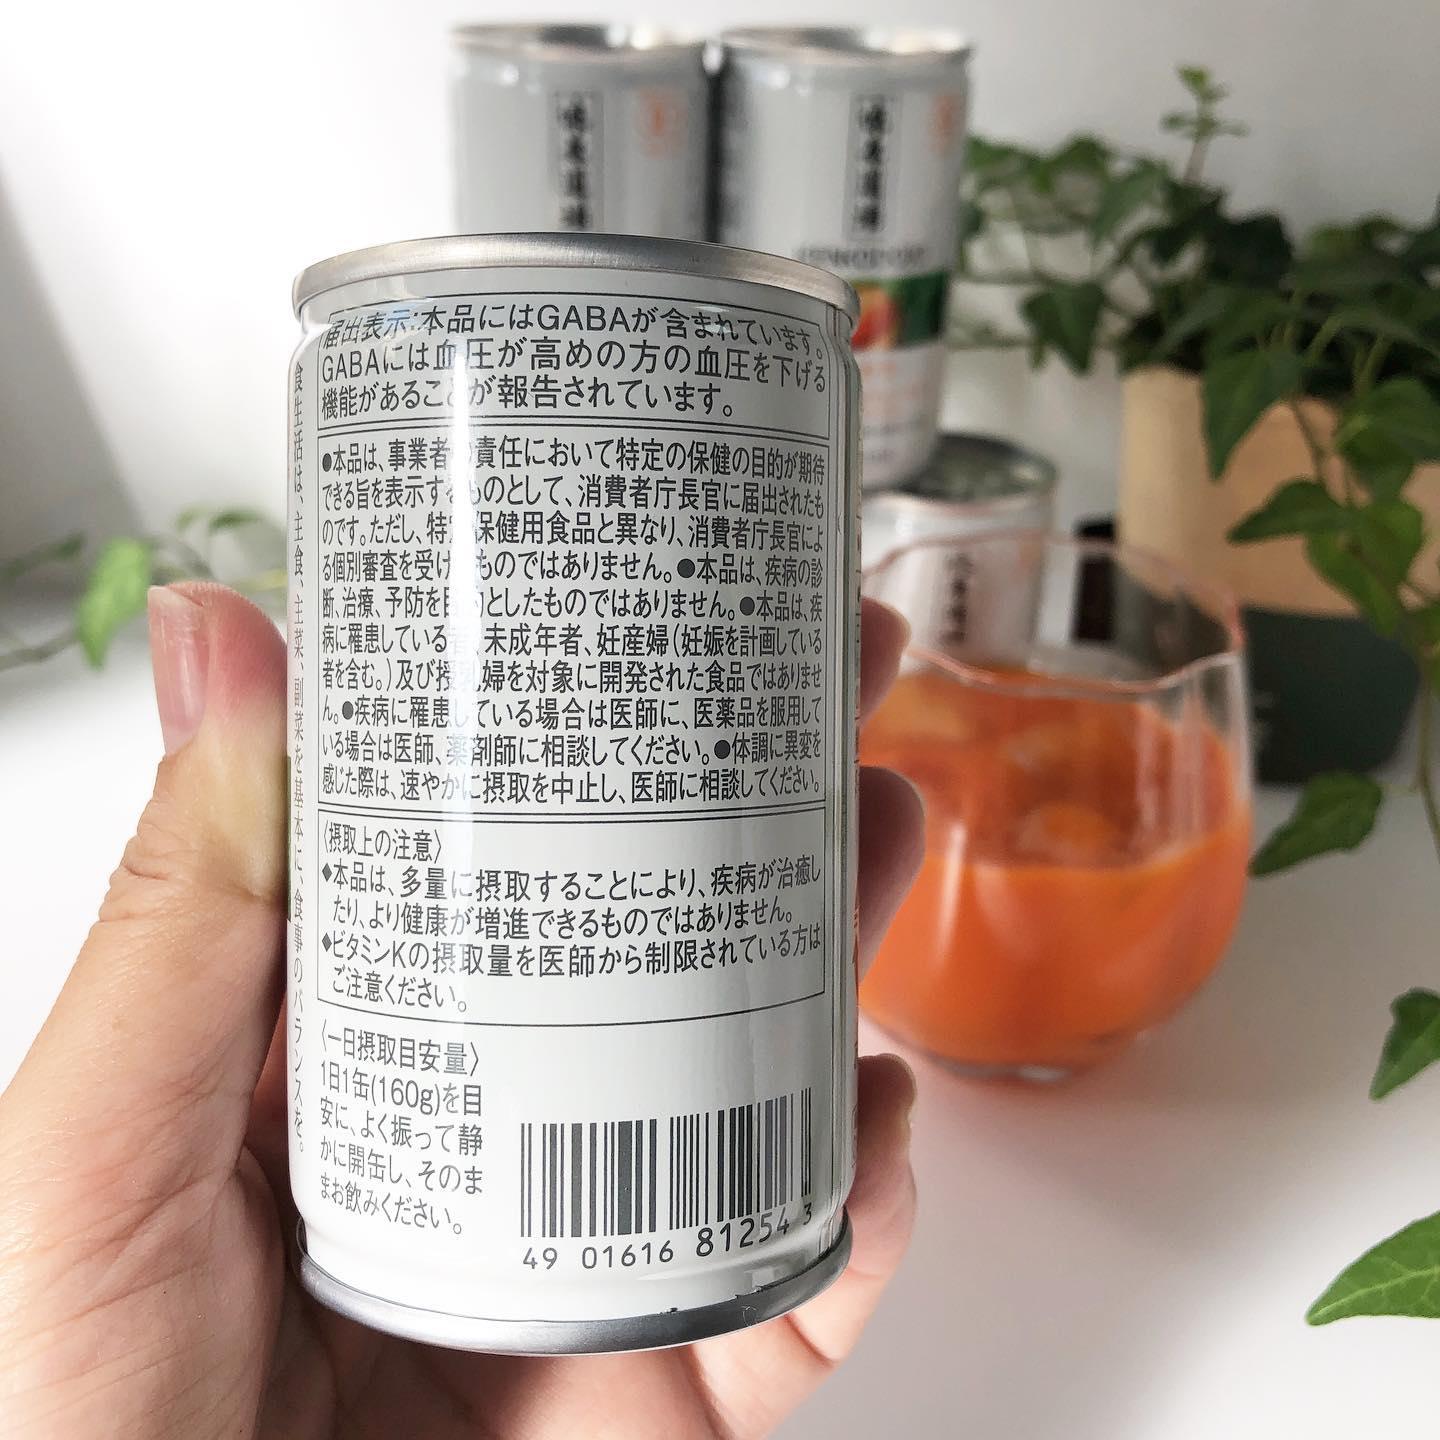 届出表示:本品にはGABAが含まれています。
GABAには血圧が高めの方の血圧を下げる
機能があることが報告されています。
●本品は、事業者の責任において特定の保健の目的が期待
できる旨を表示するものとして、消費者庁長官に届出されたも
のです。ただし、特定保健用食品と異なり、消費者庁長官によ
る個別審査を受けたものではありません。●本品は、疾病の診
断、治療、予防を目的としたものではありません。●本品は、疾
病に罹患している者、未成年者、妊産婦(妊娠を計画している
者を含む。)及び授乳婦を対象に開発された食品ではありませ
ん。●疾病に罹患している場合は医師に、医薬品を服用して
いる場合は医師、薬剤師に相談してください。●体調に異変を
感じた際は、速やかに摂取を中止し、医師に相談してください。
〈摂取上の注意〉
◆本品は、多量に摂取することにより、疾病が治癒し
たり、より健康が増進できるものではありません。
◆ビタミンKの摂取量を医師から制限されている方は
ご注意ください。
〈一日摂取目安量〉
1日1缶(160g)を目
安に、よく振って静
かに開缶し、そのま
まお飲みください。
49 01616 81254 3
食生活は、主食、主菜、副菜を基本に、食事のバランスを。